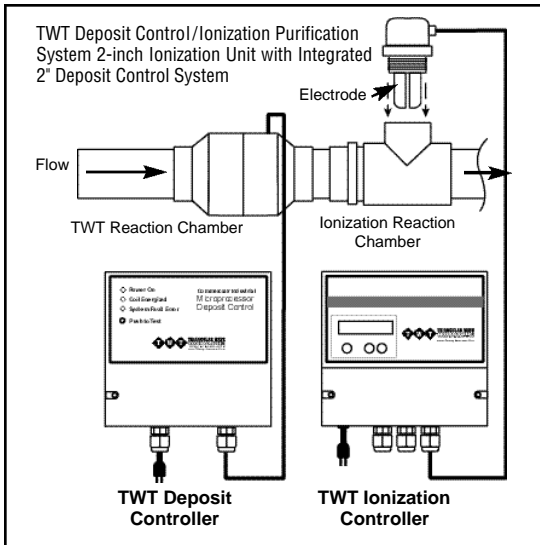 TWT Deposit Control/Ionization Purification
System 2-inch Ionization Unit with Integrated
2" Deposit Control System
Electrode
Flow
TWT Reaction Chamber
Ionization Reaction
Chamber
Power On
Coil Energized
System Fault Error
Push to Test
Commercial Industrial
Microprocessor
Deposit Control
TWT
TWT
TWT Deposit
Controller
TWT Ionization
Controller